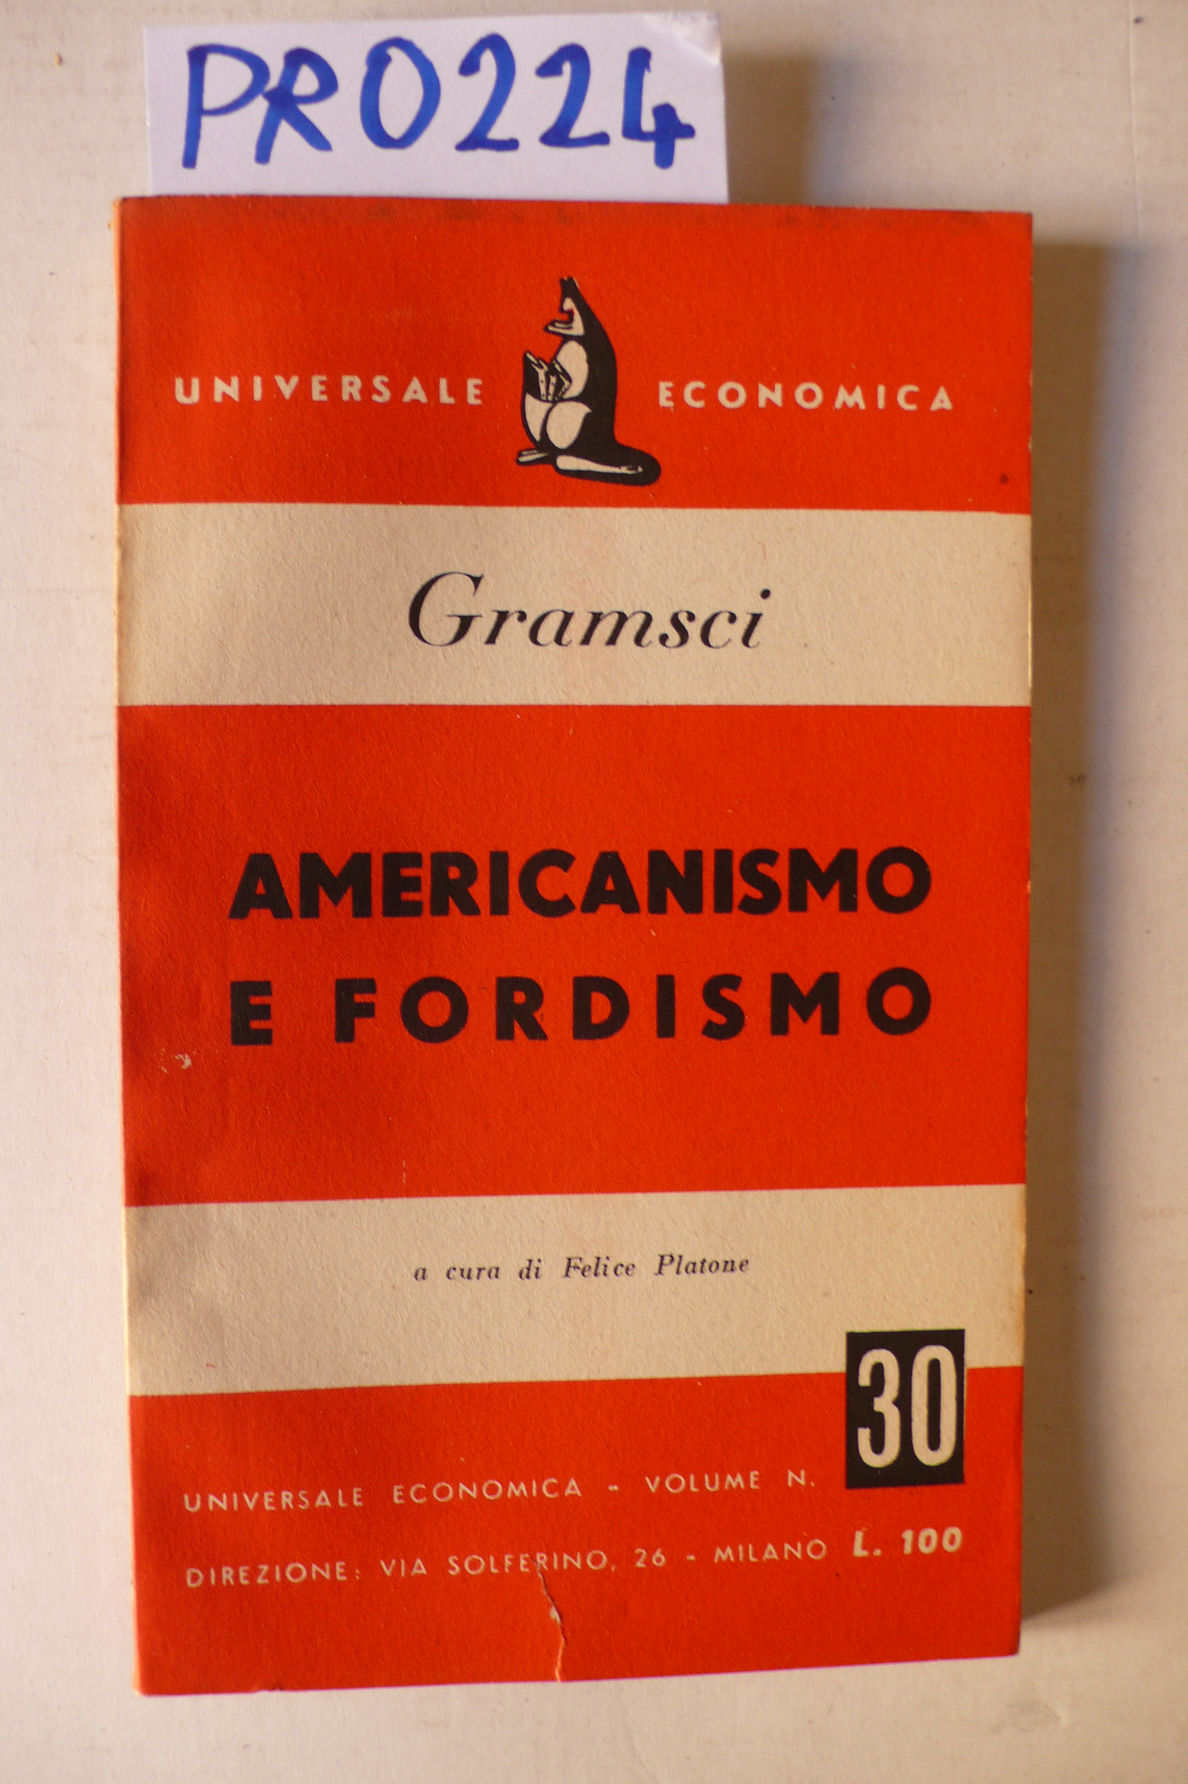 PR0224
UNIVERSALE ECONOMICA
Gramsci
AMERICANISMO
E FORDISMO
a cura di Felice Platone
30
UNIVERSALE ECONOMICA - VOLUME N.
DIREZIONE: VIA SOLFERINO, 26 - MILANO L. 100